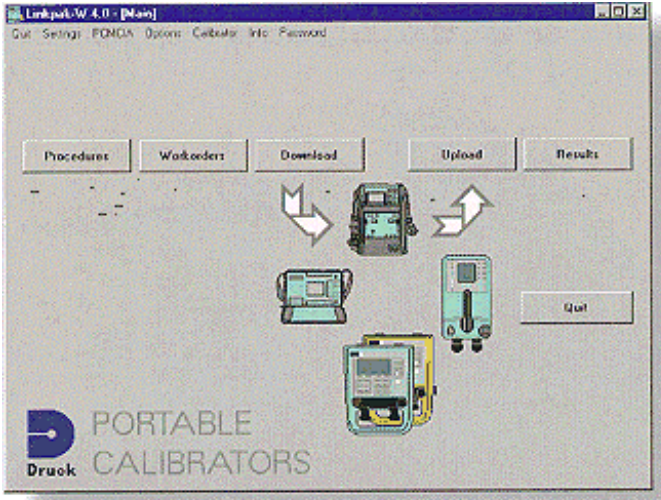 Linkpak-W 4.0 - [Main]
Quit Settings PCMCIA Options Calibrator Info Password
Procedures Workorders Download Upload Results
Quit
PORTABLE
CALIBRATORS
Druck